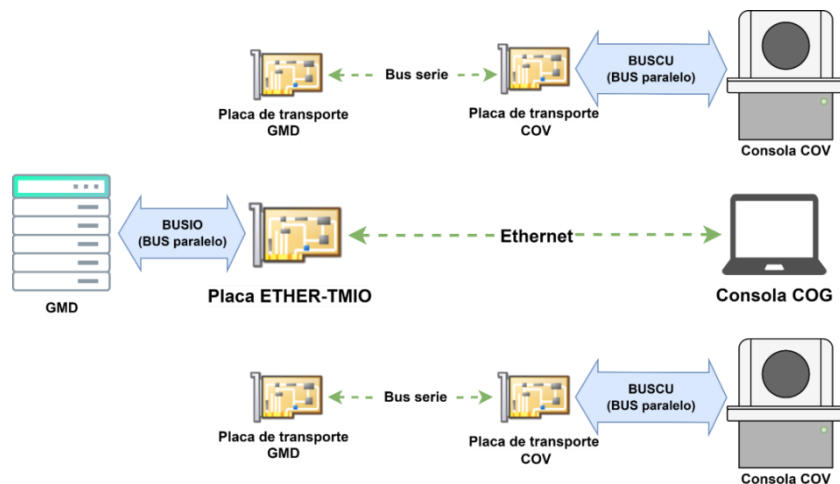 Bus serie
BUSCU
(BUS paralelo)
Placa de transporte
GMD
Placa de transporte
COV
Consola COV
BUSIO
(BUS paralelo)
Ethernet
GMD
Placa ETHER-TMIO
Consola COG
Bus serie
BUSCU
(BUS paralelo)
Placa de transporte
GMD
Placa de transporte
COV
Consola COV